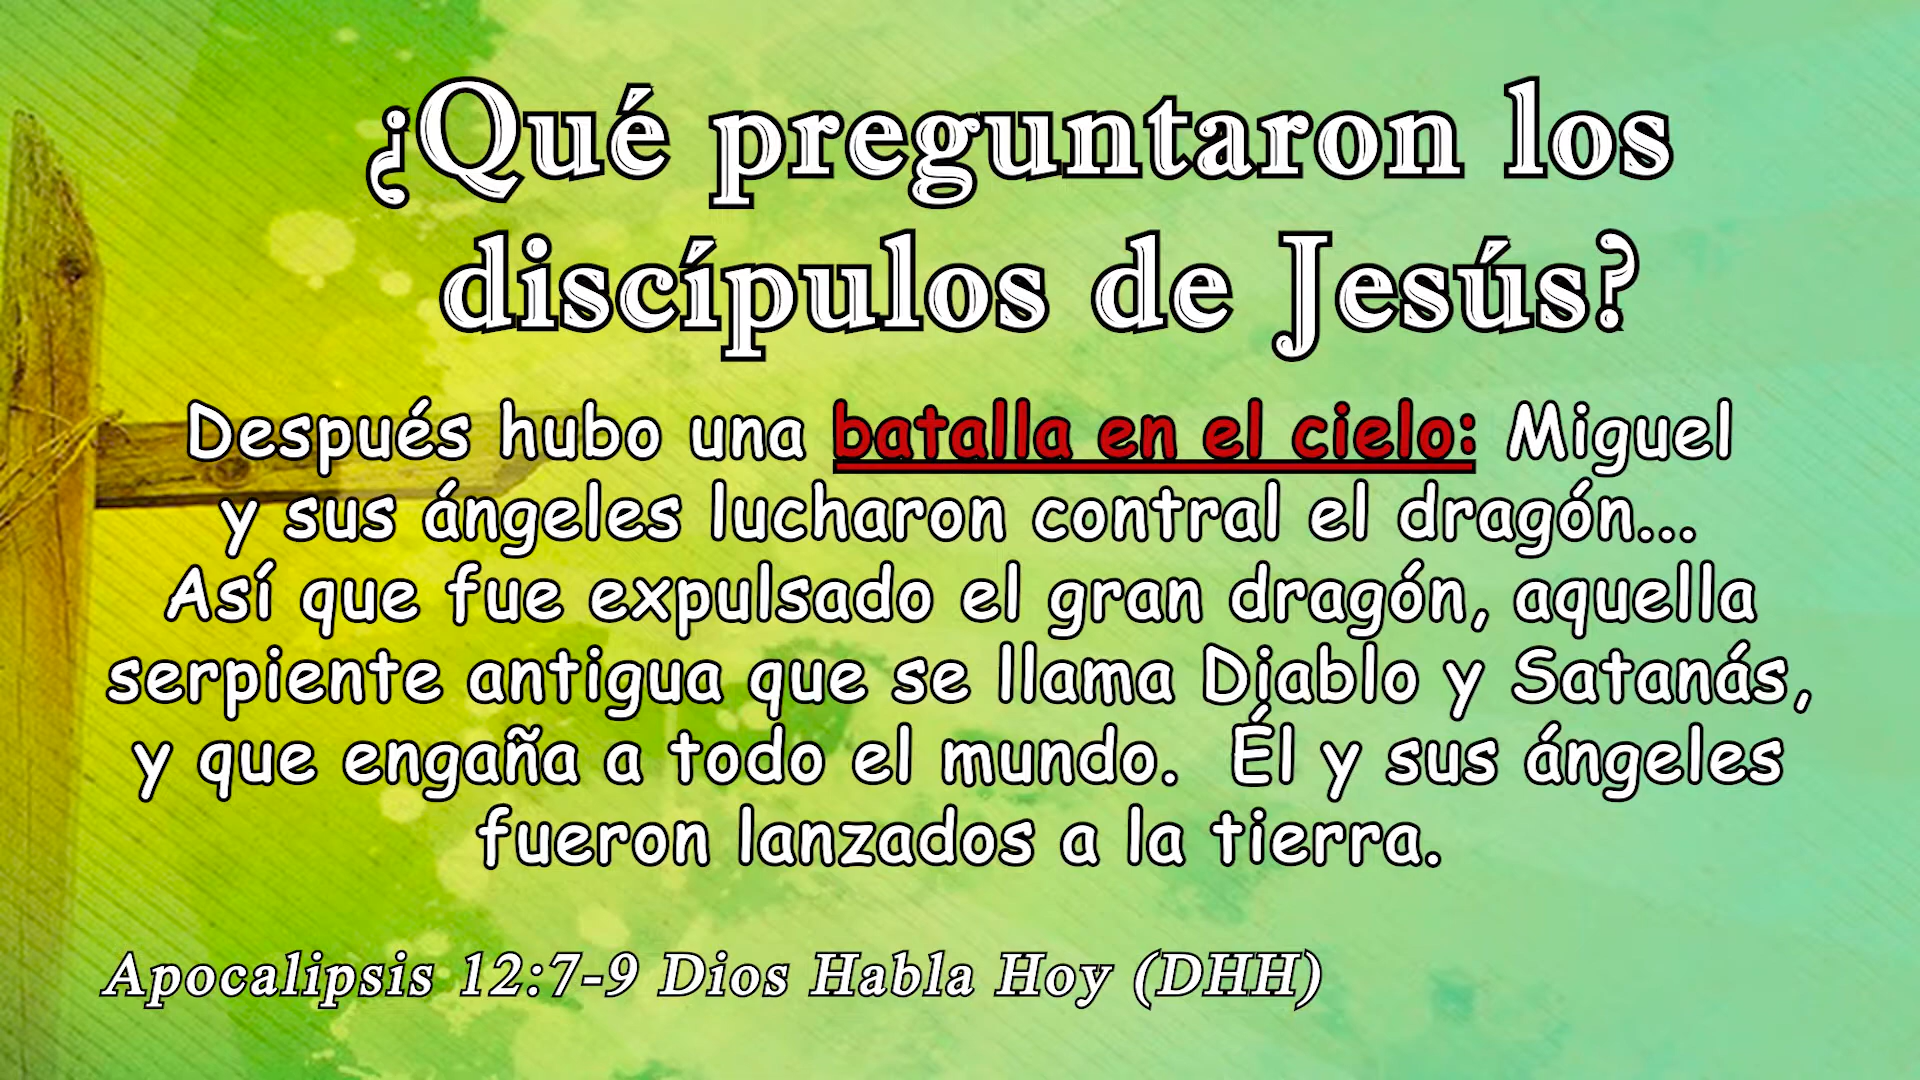 ¿Qué preguntaron los
discípulos de Jesús?
Después hubo una batalla en el cielo: Miguel
y sus ángeles lucharon contral el dragón...
Así que fue expulsado el gran dragón, aquella
serpiente antigua que se llama Diablo y Satanás,
y que engaña a todo el mundo.  Él y sus ángeles
fueron lanzados a la tierra.
Apocalipsis 12:7-9 Dios Habla Hoy (DHH)